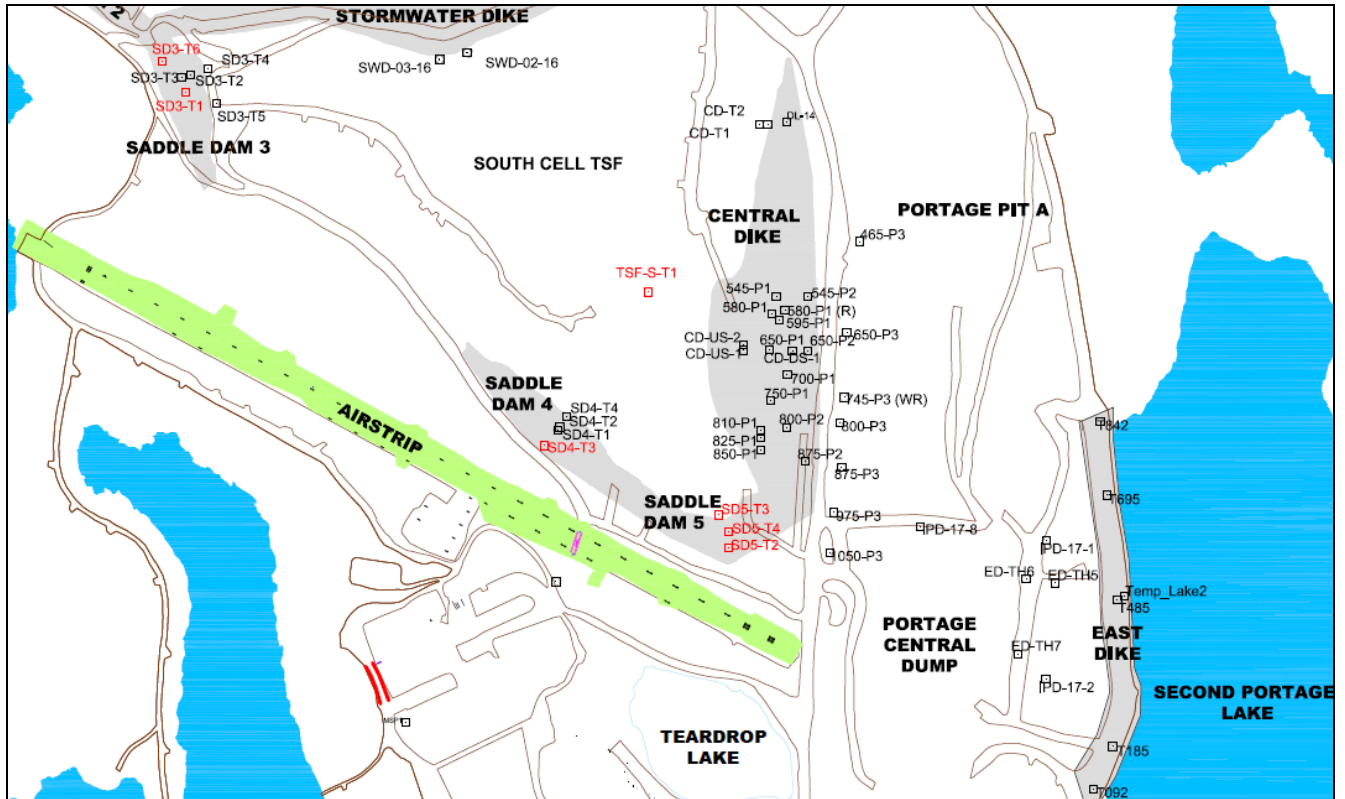 STORMWATER DIKE
SD3-T6
SD3-T4
SD3-T3
SD3-T2
SD3-T1
SD3-T5
SADDLE DAM 3
SWD-03-16
SWD-02-16
SOUTH CELL TSF
CD-T2
DL-14
CD-T1
CENTRAL
DIKE
PORTAGE PIT A
465-P3
TSF-S-T1
545-P1
545-P2
580-P1
580-P1 (R)
595-P1
650-P3
CD-US-2
650-P1
650-P2
CD-US-1
CD-DS-1
700-P1
750-P1
745-P3 (WR)
SADDLE
DAM 4
SD4-T4
SD4-T2
SD4-T1
SD4-T3
AIRSTRIP
810-P1
800-P2
800-P3
825-P1
850-P1
875-P2
875-P3
T842
T695
SADDLE
DAM 5
SD5-T3
SD5-T4
SD5-T2
975-P3
PD-17-8
1050-P3
PD-17-1
ED-TH6
ED-TH5
Temp_Lake2
T485
PORTAGE
CENTRAL
DUMP
EAST
DIKE
ED-TH7
PD-17-2
SECOND PORTAGE
LAKE
TEARDROP
LAKE
T185
T092